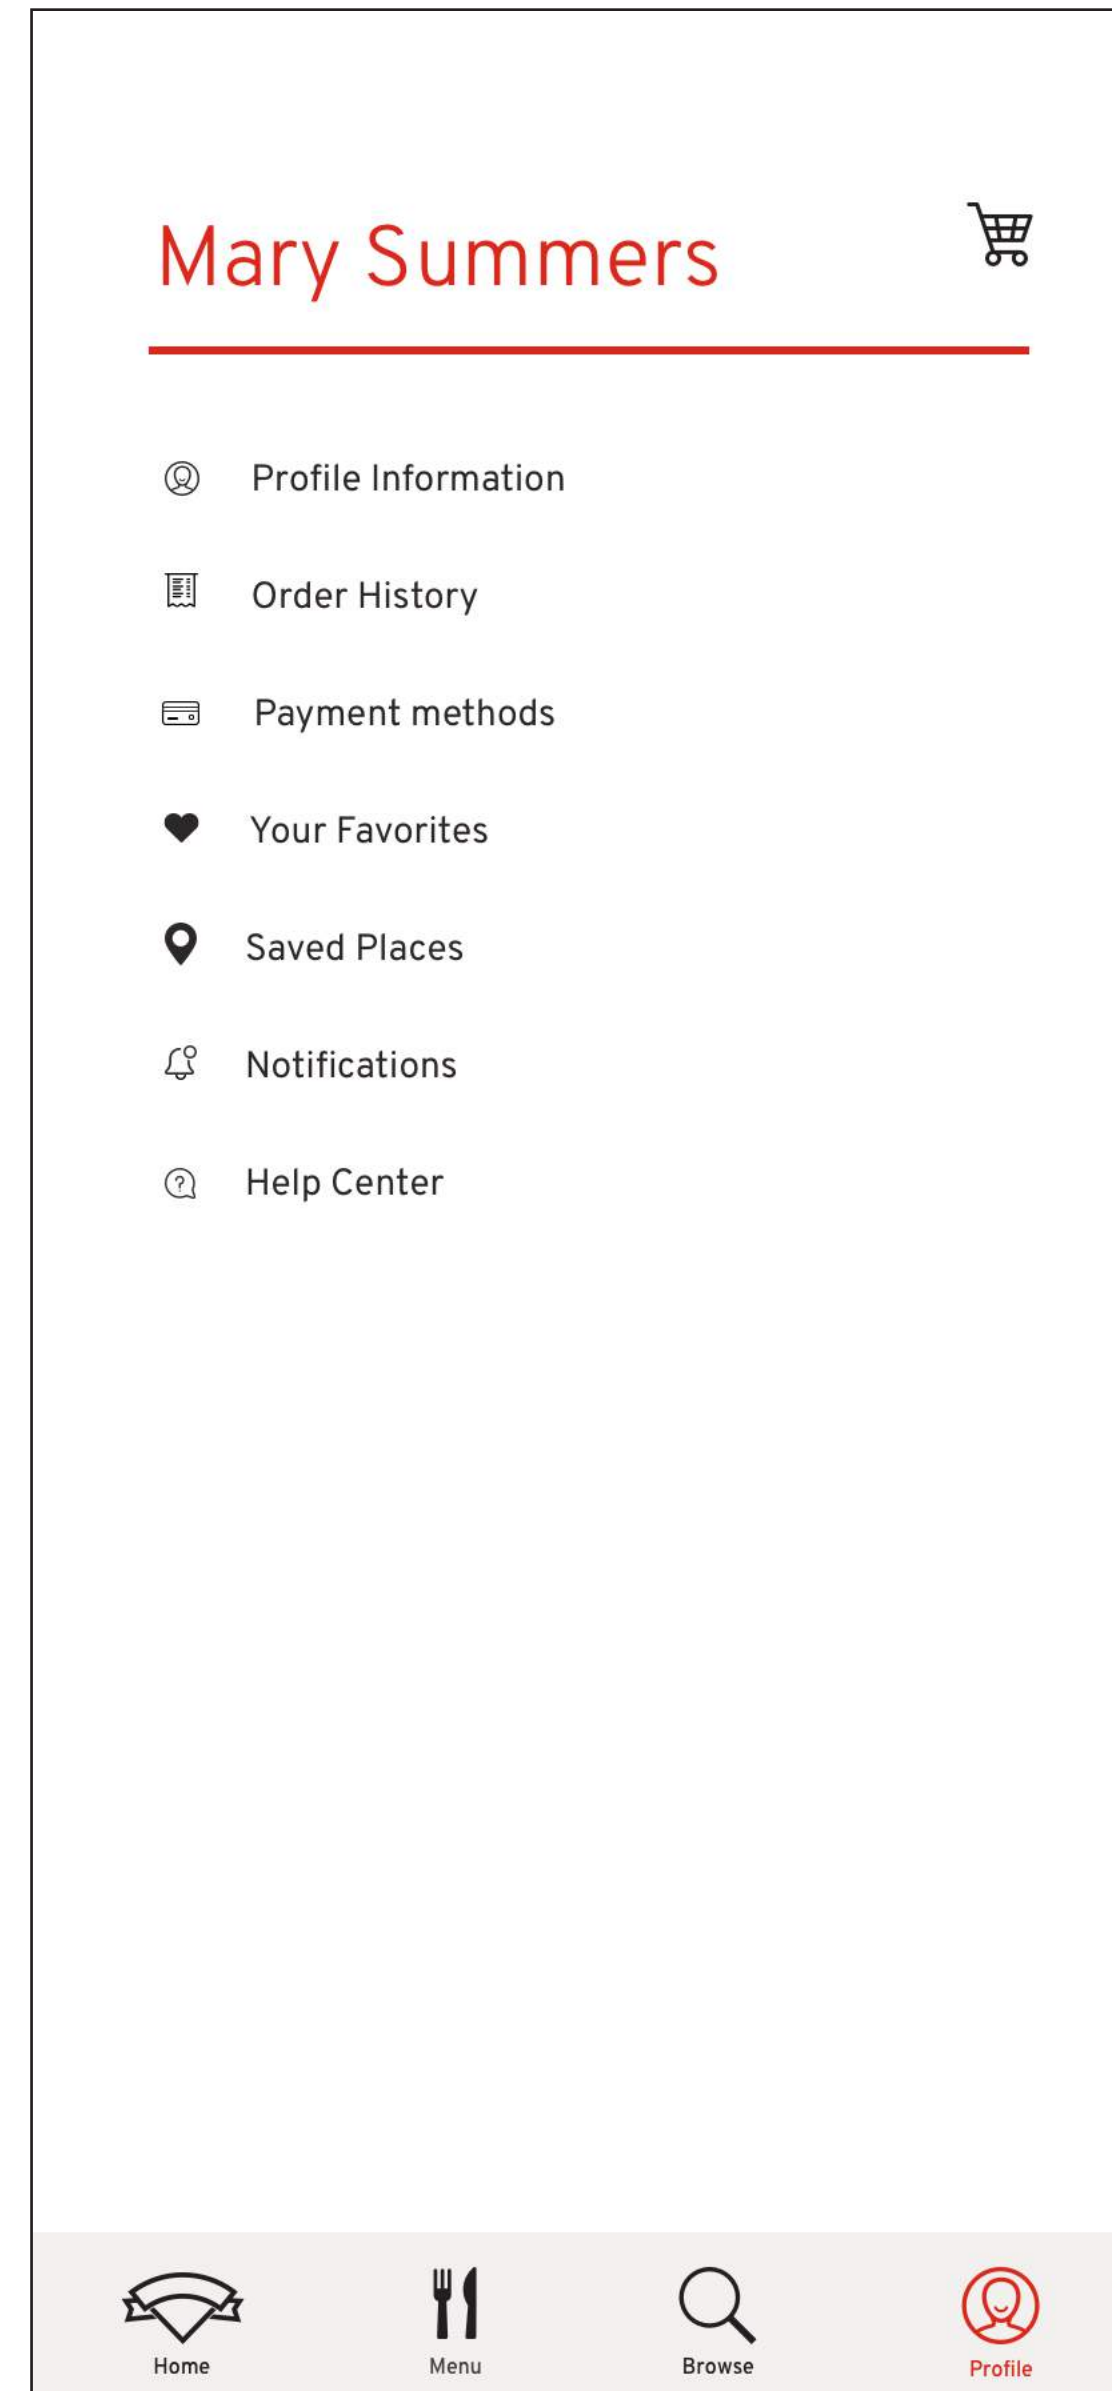 Mary Summers
Profile Information
Order History
Payment methods
Your Favorites
Saved Places
Notifications
Help Center
Home
Menu
Browse
Profile